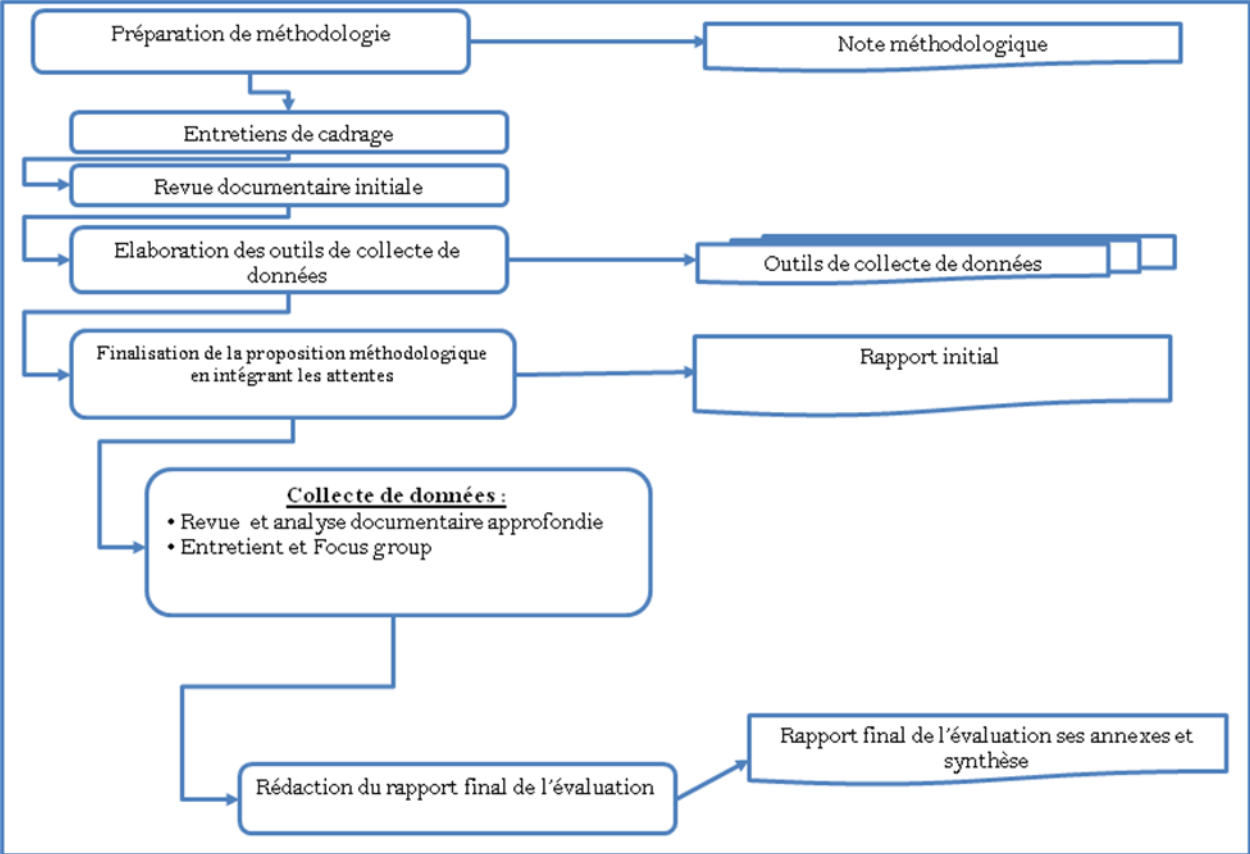 Préparation de méthodologie
Note méthodologique
Entretiens de cadrage
Revue documentaire initiale
Elaboration des outils de collecte de
données
Outils de collecte de données
Finalisation de la proposition méthodologique
en intégrant les attentes
Rapport initial
Collecte de données :
• Revue et analyse documentaire approfondie
• Entretient et Focus group
Rapport final de l'évaluation ses annexes et
synthèse
Rédaction du rapport final de l'évaluation